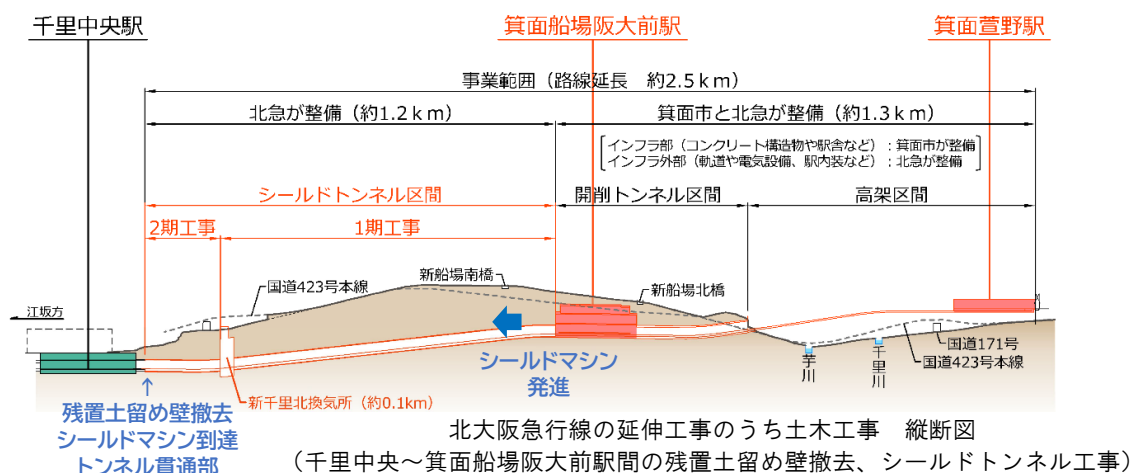 千里中央駅
箕面船場阪大前駅
箕面萱野駅
事業範囲（路線延長　約2.5ｋｍ）
北急が整備（約1.2ｋｍ）
箕面市と北急が整備（約1.3ｋｍ）
インフラ部（コンクリート構造物や駅舎など）：箕面市が整備
インフラ外部（軌道や電気設備、駅内装など）：北急が整備
シールドトンネル区間
開削トンネル区間
高架区間
2期工事
1期工事
国道423号本線
新船場南橋
新船場北橋
江坂方
シールドマシン
発進
芋川
千里川
国道171号
国道423号本線
新千里北換気所（約0.1km）
残置土留め壁撤去
シールドマシン到達
トンネル貫通部
北大阪急行線の延伸工事のうち土木工事　縦断図
（千里中央～箕面船場阪大前駅間の残置土留め壁撤去、シールドトンネル工事）